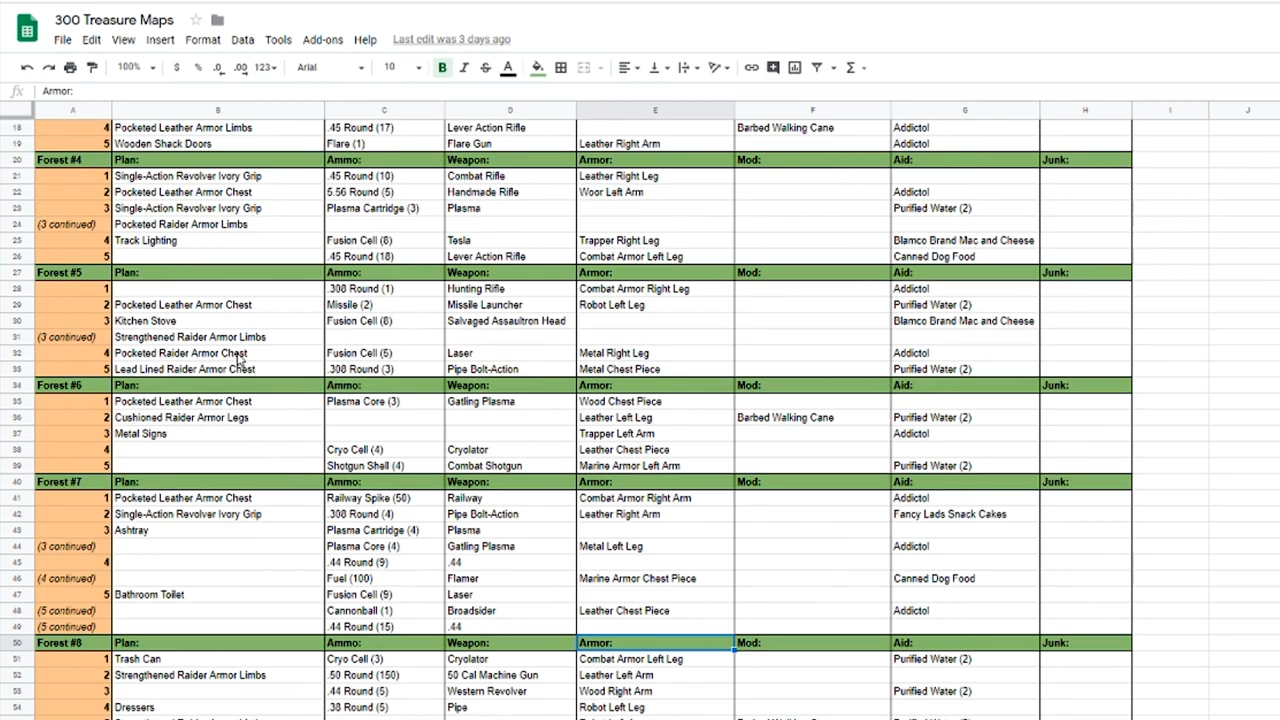 300 Treasure Maps
File Edit View Insert Format Data Tools Add-ons Help Last edit was 3 days ago
100% $ % .0 .00 123 Arial 10 B I S A
fx Armor:
A B C D E F G H I J
18 4 Pocketed Leather Armor Limbs .45 Round (17) Lever Action Rifle Barbed Walking Cane Addictol
19 5 Wooden Shack Doors Flare (1) Flare Gun Leather Right Arm Addictol
20 Forest #4 Plan: Ammo: Weapon: Armor: Mod: Aid: Junk:
21 1 Single-Action Revolver Ivory Grip .45 Round (10) Combat Rifle Leather Right Leg
22 2 Pocketed Leather Armor Chest 5.56 Round (5) Handmade Rifle Woor Left Arm Addictol
23 3 Single-Action Revolver Ivory Grip Plasma Cartridge (3) Plasma Purified Water (2)
24 (3 continued) Pocketed Raider Armor Limbs
25 4 Track Lighting Fusion Cell (8) Tesla Trapper Right Leg Blamco Brand Mac and Cheese
26 5 .45 Round (18) Lever Action Rifle Combat Armor Left Leg Canned Dog Food
27 Forest #5 Plan: Ammo: Weapon: Armor: Mod: Aid: Junk:
28 1 .308 Round (1) Hunting Rifle Combat Armor Right Leg Addictol
29 2 Pocketed Leather Armor Chest Missile (2) Missile Launcher Robot Left Leg Purified Water (2)
30 3 Kitchen Stove Fusion Cell (8) Salvaged Assaultron Head Blamco Brand Mac and Cheese
31 (3 continued) Strengthened Raider Armor Limbs
32 4 Pocketed Raider Armor Chest Fusion Cell (5) Laser Metal Right Leg Addictol
33 5 Lead Lined Raider Armor Chest .308 Round (3) Pipe Bolt-Action Metal Chest Piece Purified Water (2)
34 Forest #6 Plan: Ammo: Weapon: Armor: Mod: Aid: Junk:
35 1 Pocketed Leather Armor Chest Plasma Core (3) Gatling Plasma Wood Chest Piece
36 2 Cushioned Raider Armor Legs Leather Left Leg Barbed Walking Cane Purified Water (2)
37 3 Metal Signs Trapper Left Arm Addictol
38 4 Cryo Cell (4) Cryolator Leather Chest Piece
39 5 Shotgun Shell (4) Combat Shotgun Marine Armor Left Arm Purified Water (2)
40 Forest #7 Plan: Ammo: Weapon: Armor: Mod: Aid: Junk:
41 1 Pocketed Leather Armor Chest Railway Spike (50) Railway Combat Armor Right Arm Addictol
42 2 Single-Action Revolver Ivory Grip .308 Round (4) Pipe Bolt-Action Leather Right Arm Fancy Lads Snack Cakes
43 3 Ashtray Plasma Cartridge (4) Plasma
44 (3 continued) Plasma Core (4) Gatling Plasma Metal Left Leg Addictol
45 4 .44 Round (9) .44
46 (4 continued) Fuel (100) Flamer Marine Armor Chest Piece Canned Dog Food
47 5 Bathroom Toilet Fusion Cell (9) Laser
48 (5 continued) Cannonball (1) Broadsider Leather Chest Piece Addictol
49 (5 continued) .44 Round (15) .44
50 Forest #8 Plan: Ammo: Weapon: Armor: Mod: Aid: Junk:
51 1 Trash Can Cryo Cell (3) Cryolator Combat Armor Left Leg Purified Water (2)
52 2 Strengthened Raider Armor Limbs .50 Round (150) 50 Cal Machine Gun Leather Left Arm
53 3 .44 Round (5) Western Revolver Wood Right Arm Purified Water (2)
54 4 Dressers .38 Round (5) Pipe Robot Left Leg